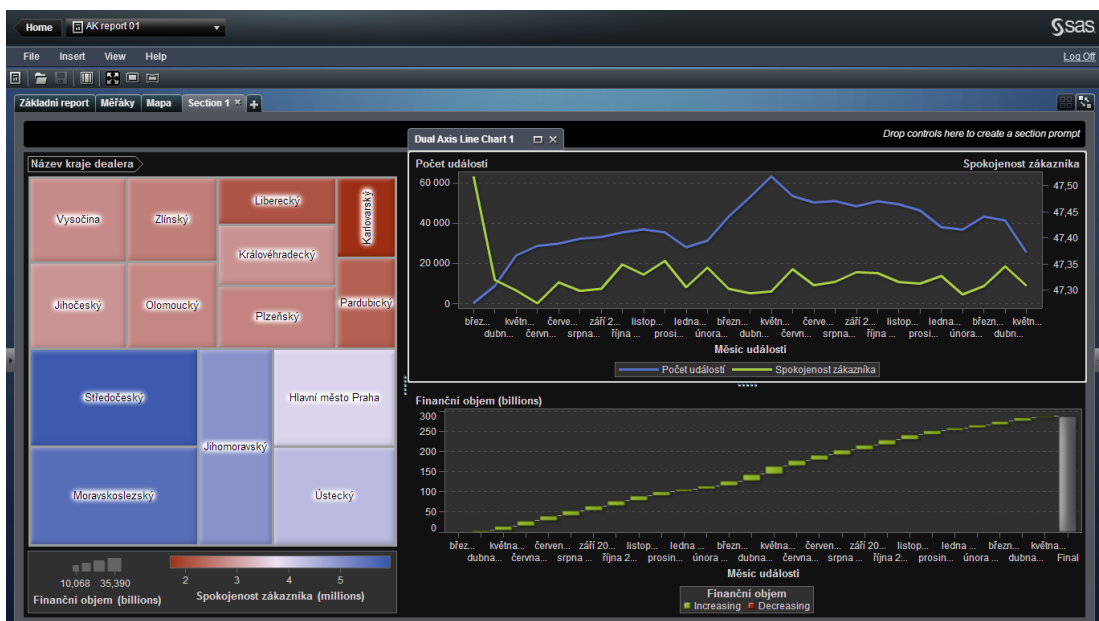 Home AK report 01 sas
File Insert View Help Log Off
Základní report Měřáky Mapa Section 1
Drop controls here to create a section prompt
Název kraje dealera
Vysočina Zlínský Liberecký Karlovarský
Královéhradecký
Jihočeský Olomoucký Plzeňský Pardubický
Středočeský Hlavní město Praha
Jihomoravský
Moravskoslezský Ústecký
10,068 35,390
Finanční objem (billions)
2 3 4 5
Spokojenost zákazníka (millions)
Dual Axis Line Chart 1
Počet událostí Spokojenost zákazníka
60 000 47,50
47,45
40 000 47,40
20 000 47,35
0 47,30
břez... květn... červe... září 2... listop... ledna... březn... květn... červe... září 2... listop... ledna... březn... květn...
dubn... červn... srpna... října ... prosi... února... dubn... červn... srpna... října ... prosi... února... dubn...
Měsíc události
Počet událostí Spokojenost zákazníka
Finanční objem (billions)
300
250
200
150
100
50
0
břez... května... červen... září 20... listop... ledna ... březn... května... červen... září 20... listop... ledna ... březn... května...
dubna... června... srpna ... října 2... prosin... února ... dubna... června... srpna ... října 2... prosin... února ... dubna... Final
Měsíc události
Finanční objem
Increasing Decreasing